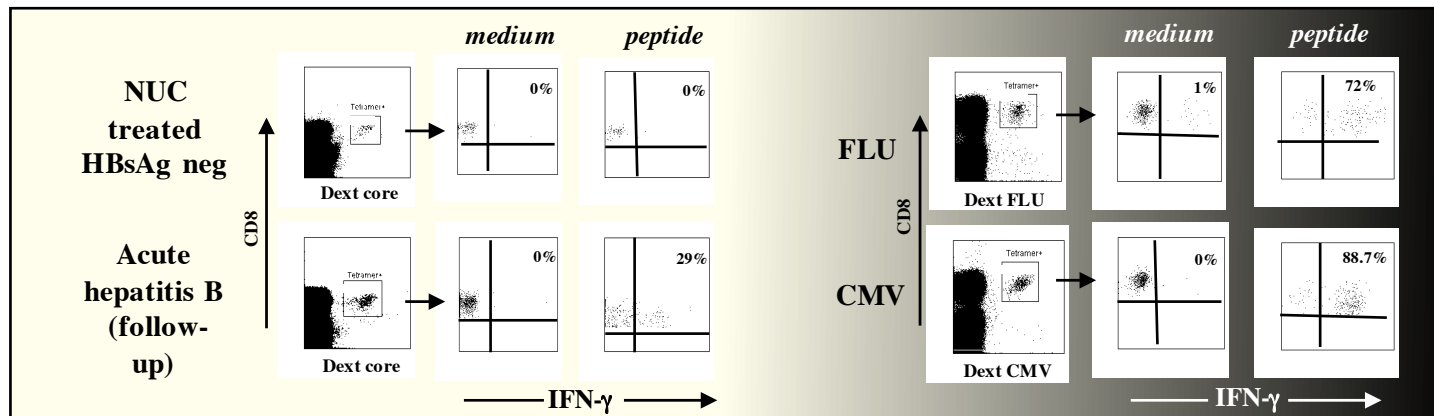 medium
peptide
NUC
treated
HBsAg neg
Tetramer+
0%
0%
Dext core
CD8
Acute
hepatitis B
(follow-
up)
Tetramer+
0%
29%
Dext core
IFN-γ
medium
peptide
FLU
Tetramer+
1%
72%
Dext FLU
CD8
CMV
Tetramer+
0%
88.7%
Dext CMV
IFN-γ